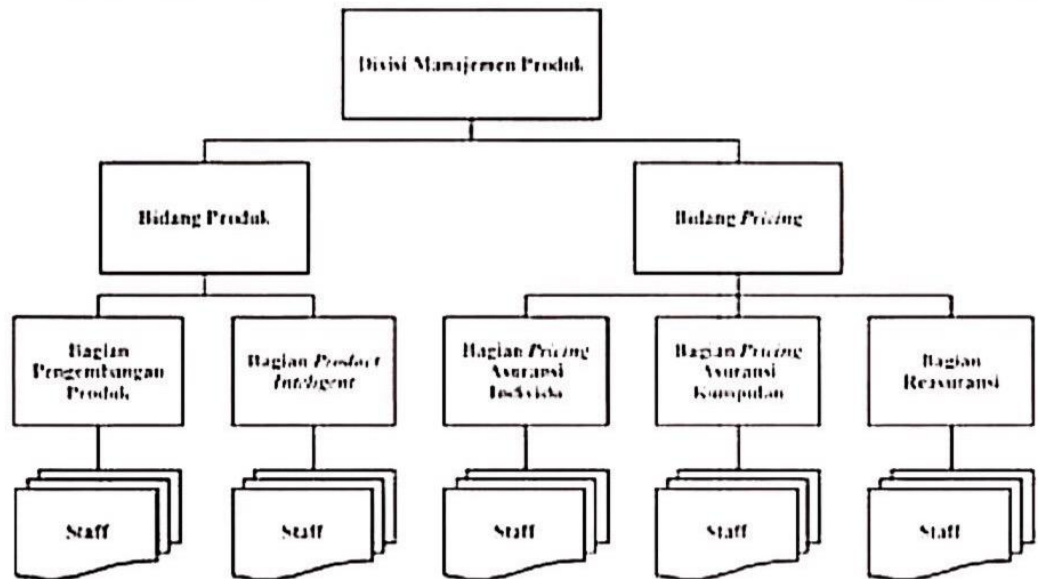 Divisi Manajemen Produk
Bidang Produk
Bidang Pricing
Bagian
Pengembangan
Produk
Bagian Product
Inteligent
Bagian Pricing
Asuransi
Individu
Bagian Pricing
Asuransi
Kumpulan
Bagian
Reasuransi
Staff
Staff
Staff
Staff
Staff